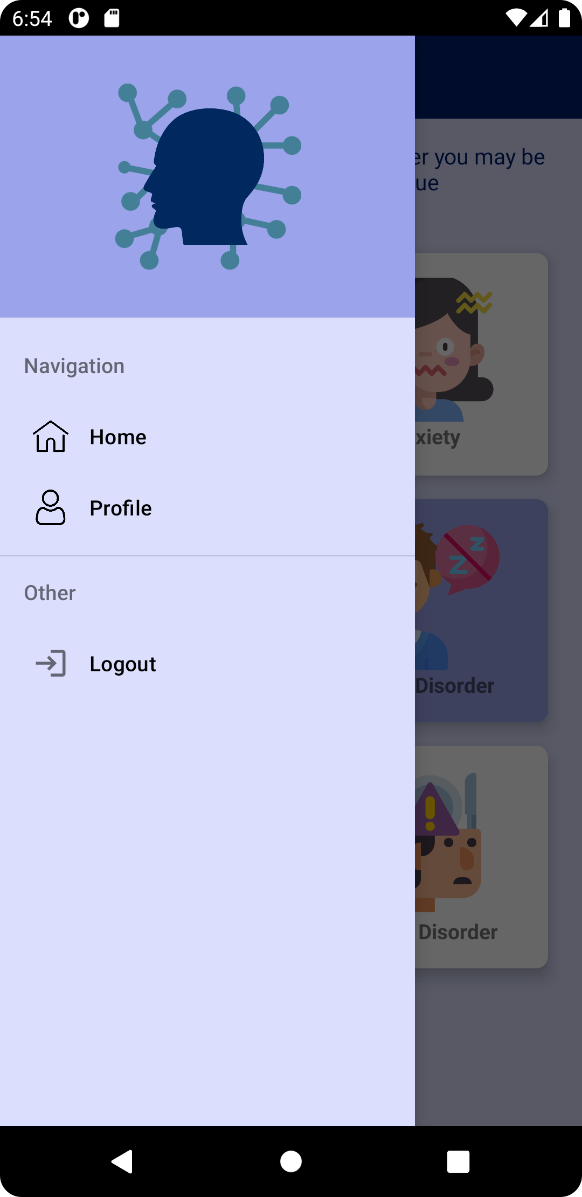 6:54
er you may be
ue
Navigation
Home
Profile
xiety
Other
Logout
Disorder
Disorder